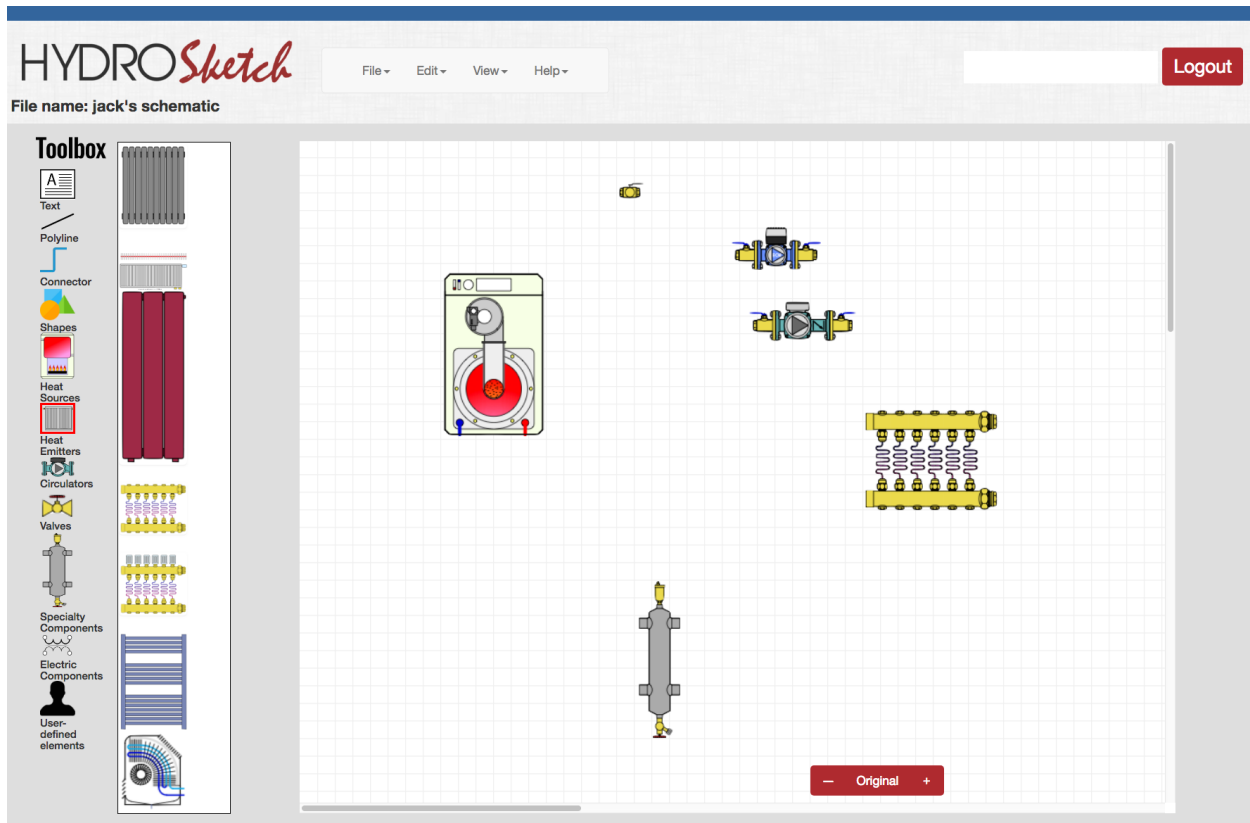 HYDROSketch
File Edit View Help
Logout
File name: jack's schematic
Toolbox
A
Text
Polyline
Connector
Shapes
Heat
Sources
Heat
Emitters
Circulators
Valves
Specialty
Components
Electric
Components
User-
defined
elements
– Original +